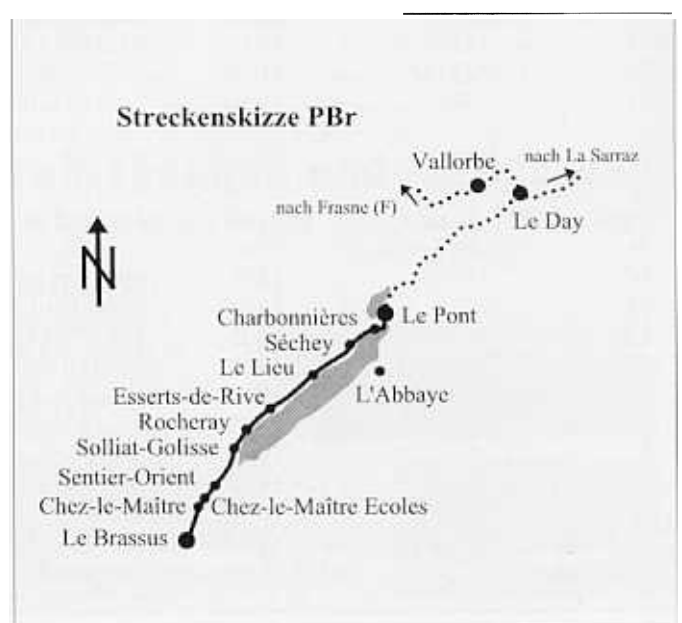 Streckenskizze PBr
Vallorbe
nach La Sarraz
nach Frasne (F)
Le Day
N
Charbonnières
Le Pont
Séchey
Le Lieu
L'Abbaye
Esserts-de-Rive
Rocheray
Solliat-Golisse
Sentier-Orient
Chez-le-Maître
Chez-le-Maître Ecoles
Le Brassus